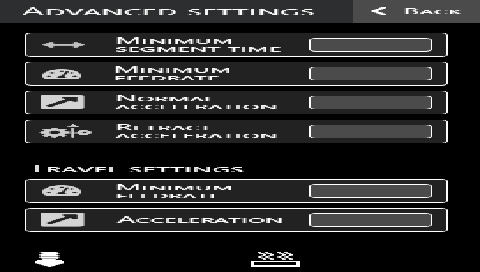 Advanced settings
< Back
Minimum
segment time
Minimum
feedrate
Normal
acceleration
Retract
acceleration
Travel settings
Minimum
feedrate
Acceleration